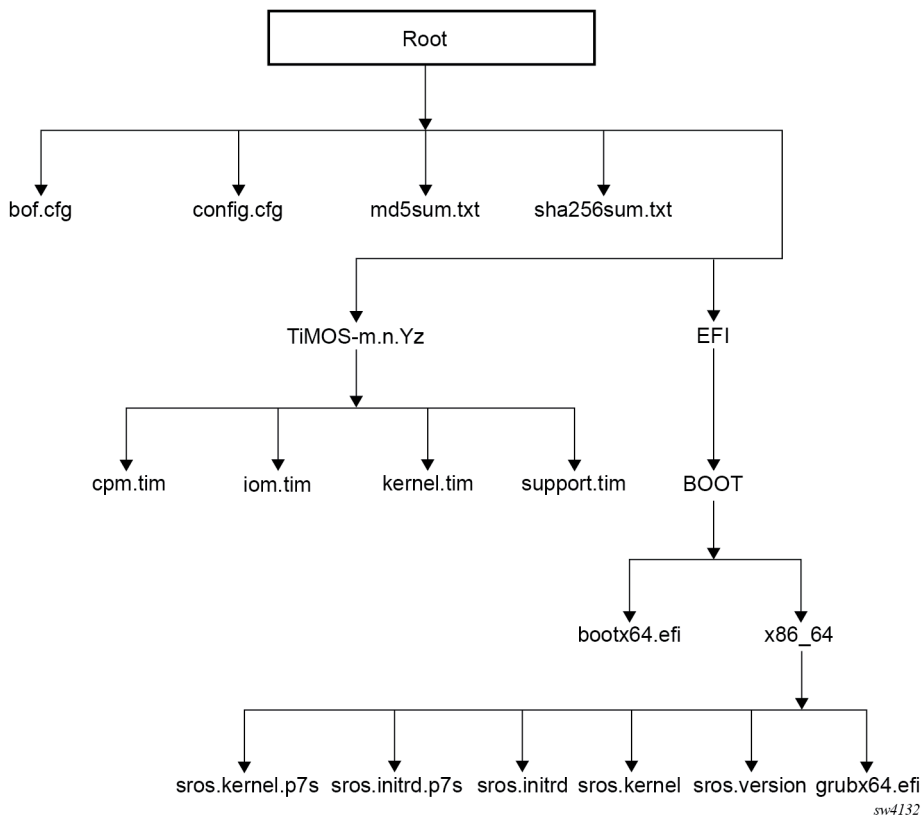 Root
bof.cfg config.cfg md5sum.txt sha256sum.txt
TiMOS-m.n.Yz EFI
cpm.tim iom.tim kernel.tim support.tim BOOT
bootx64.efi x86_64
sros.kernel.p7s sros.initrd.p7s sros.initrd sros.kernel sros.version grubx64.efi
sw4132